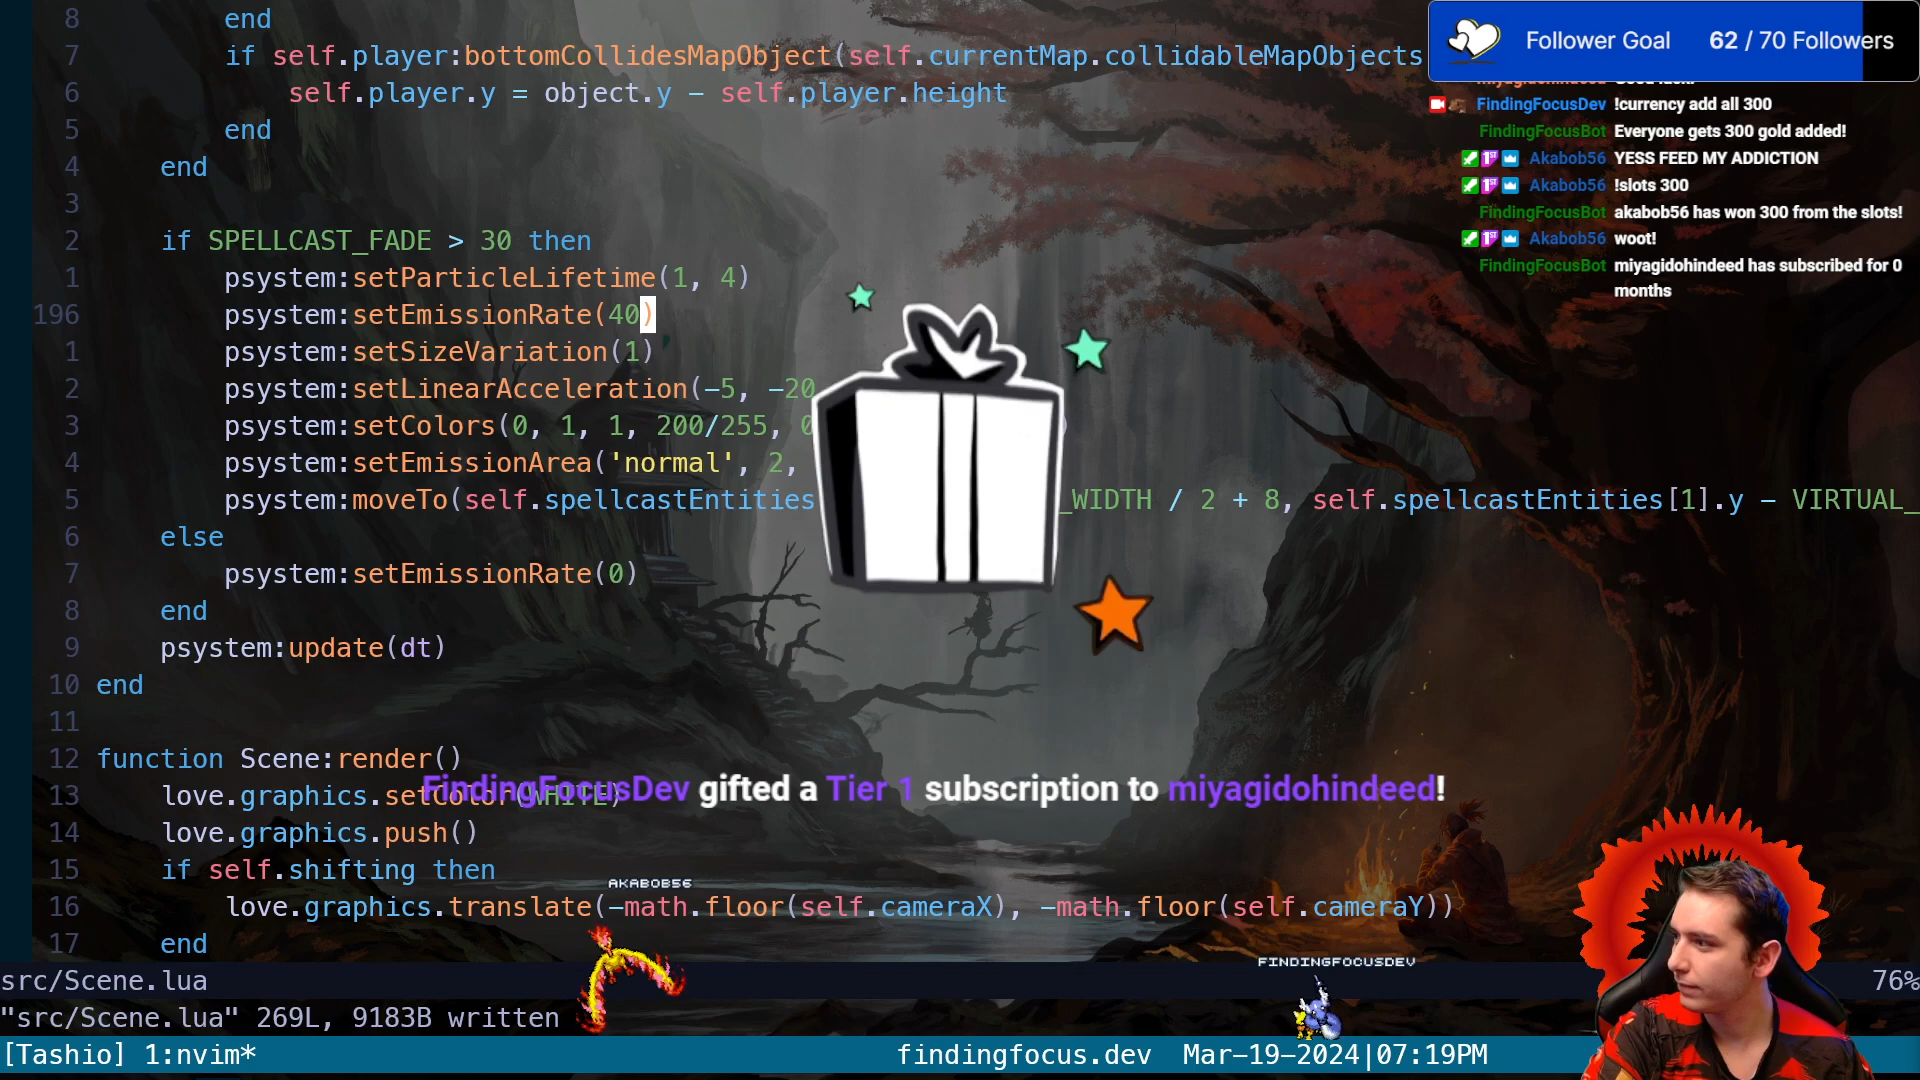 8 end
7 if self.player:bottomCollidesMapObject(self.currentMap.collidableMapObjects
6 self.player.y = object.y - self.player.height
5 end
4 end
3
2 if SPELLCAST_FADE > 30 then
1 psystem:setParticleLifetime(1, 4)
196 psystem:setEmissionRate(40)
1 psystem:setSizeVariation(1)
2 psystem:setLinearAcceleration(-5, -20
3 psystem:setColors(0, 1, 1, 200/255, 0 )
4 psystem:setEmissionArea('normal', 2,
5 psystem:moveTo(self.spellcastEntities _WIDTH / 2 + 8, self.spellcastEntities[1].y - VIRTUAL_
6 else
7 psystem:setEmissionRate(0)
8 end
9 psystem:update(dt)
10 end
11
12 function Scene:render()
13 love.graphics.setColor(WHITE)
14 love.graphics.push()
15 if self.shifting then
16 love.graphics.translate(-math.floor(self.cameraX), -math.floor(self.cameraY))
17 end
src/Scene.lua 76%
"src/Scene.lua" 269L, 9183B written
[Tashio] 1:nvim* findingfocus.dev Mar-19-2024|07:19PM
Follower Goal 62 / 70 Followers
FindingFocusDev !currency add all 300
FindingFocusBot Everyone gets 300 gold added!
Akabob56 YESS FEED MY ADDICTION
Akabob56 !slots 300
FindingFocusBot akabob56 has won 300 from the slots!
Akabob56 woot!
FindingFocusBot miyagidohindeed has subscribed for 0
months
FindingFocusDev gifted a Tier 1 subscription to miyagidohindeed!
AKABOB56
FINDINGFOCUSDEV